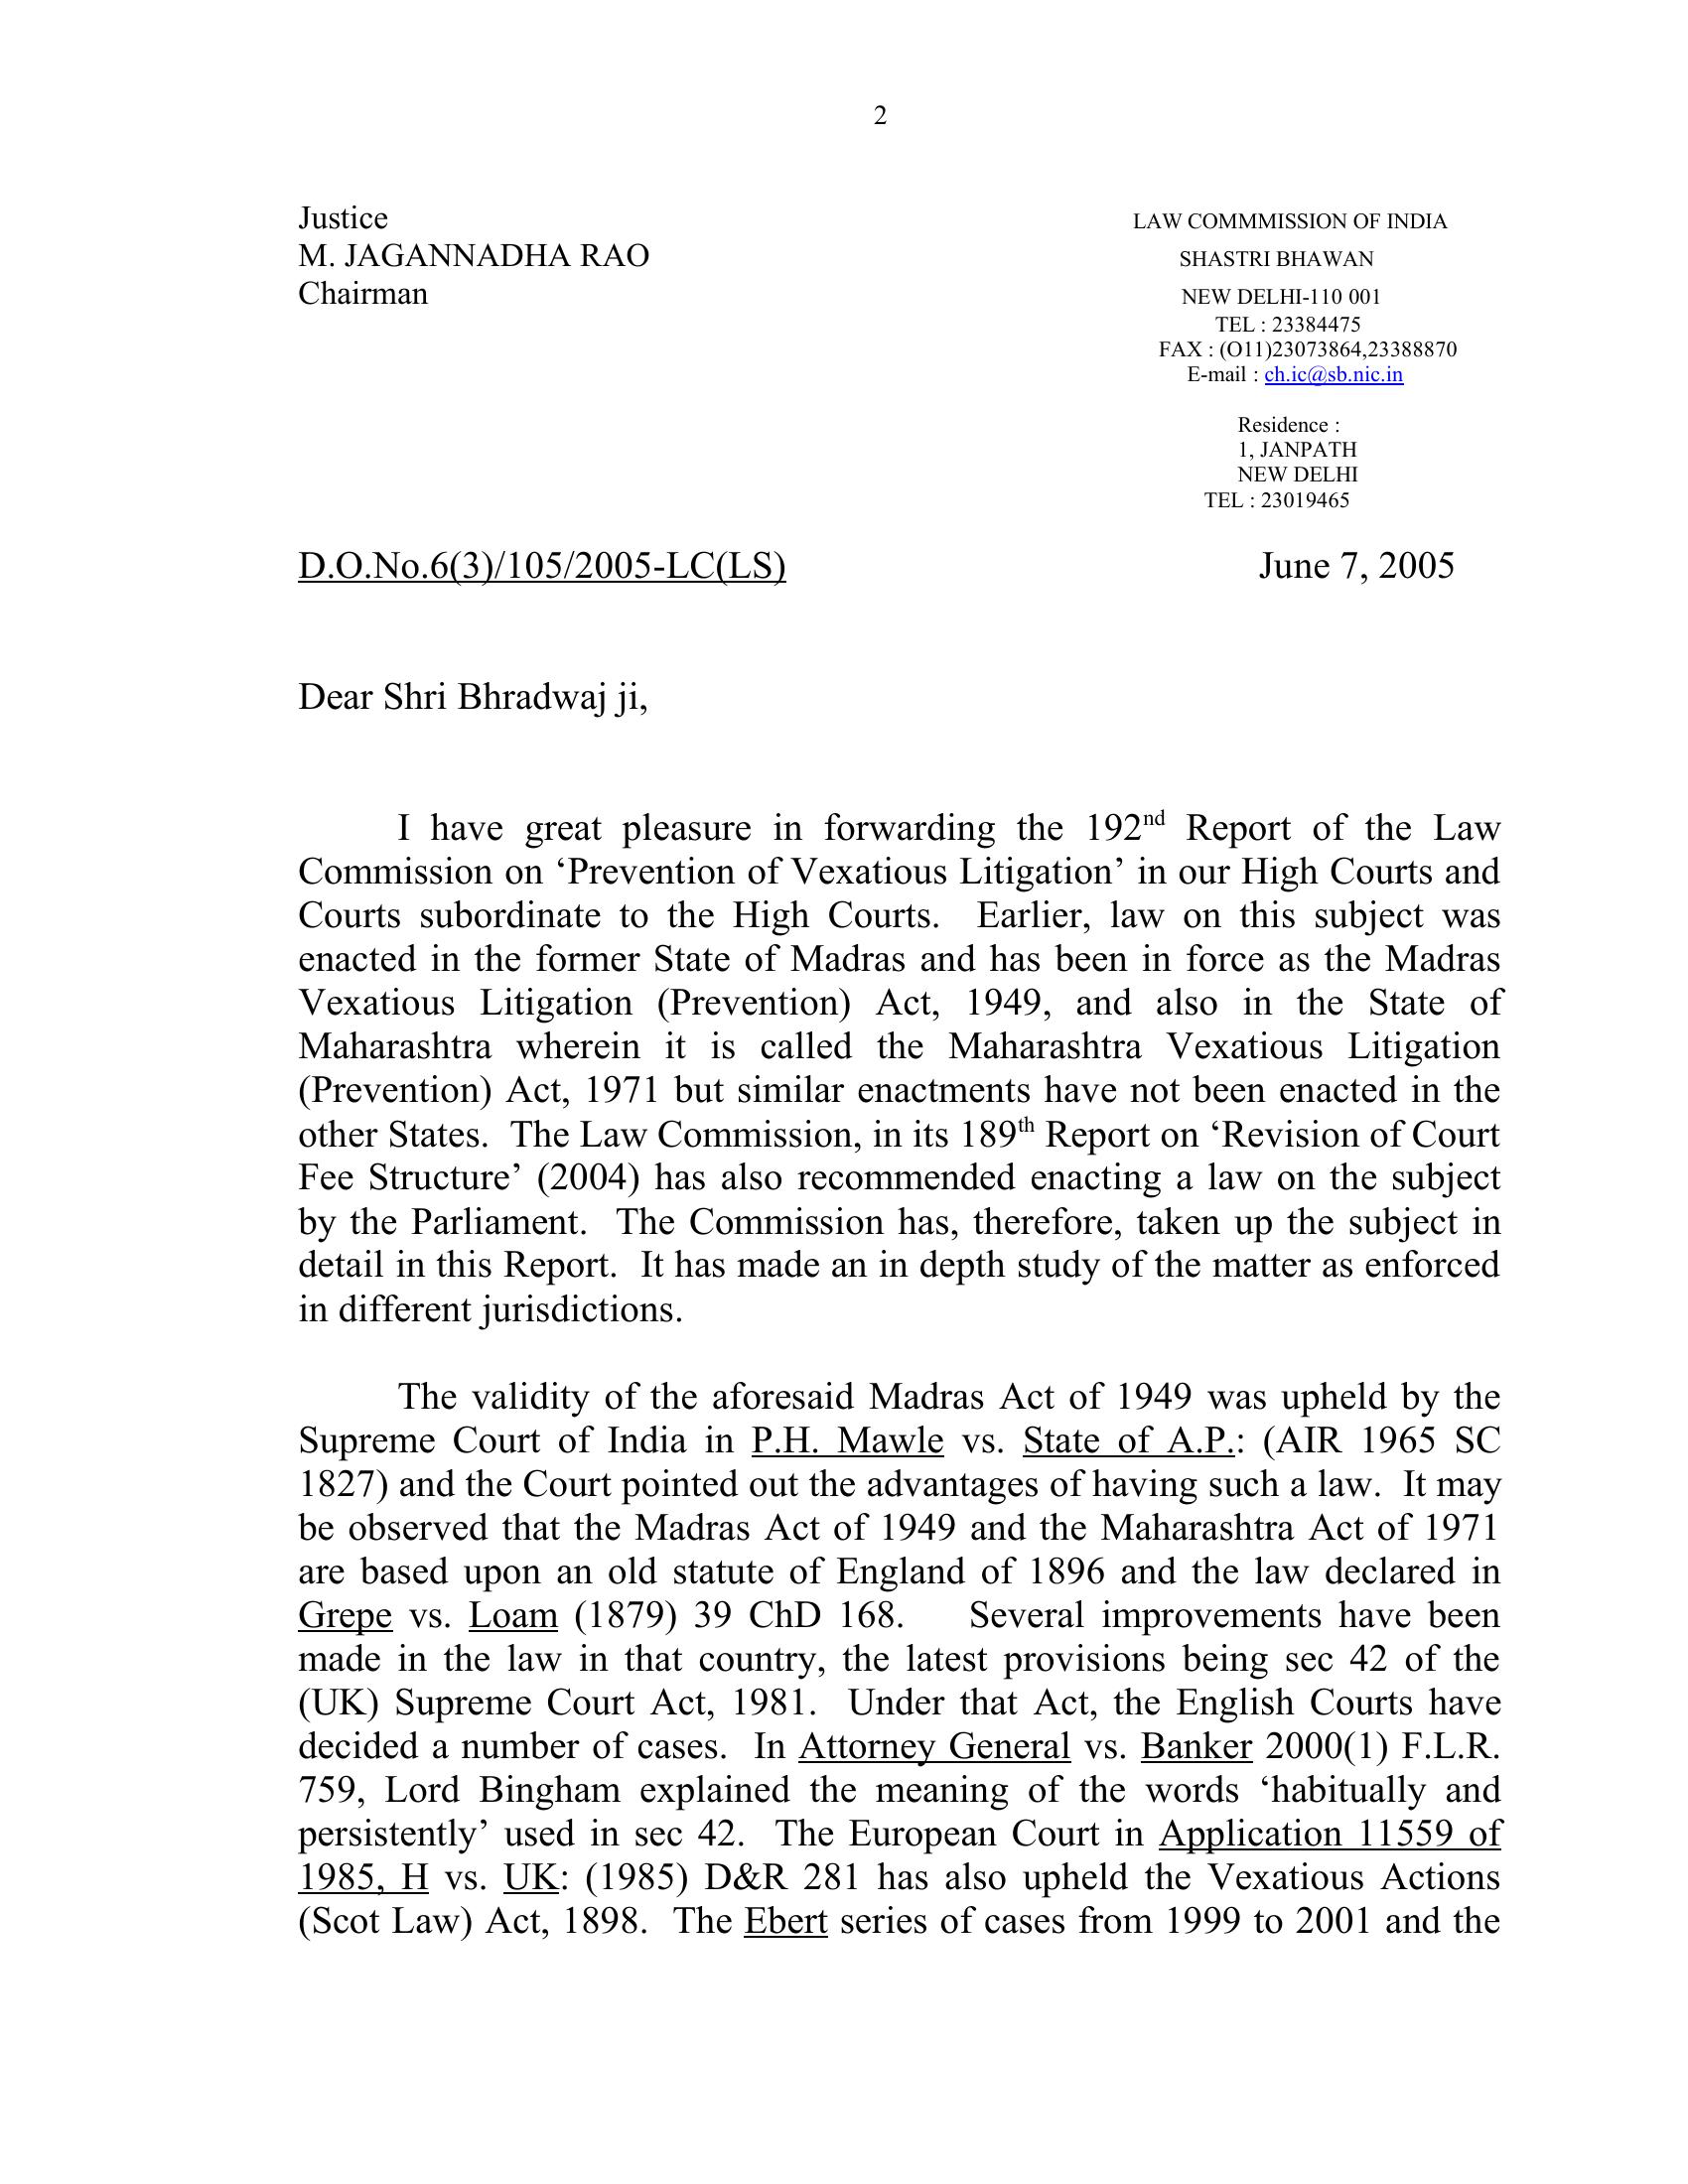 2
Justice
M. JAGANNADHA RAO
Chairman
LAW COMMMISSION OF INDIA
SHASTRI BHAWAN
NEW DELHI-110 001
TEL : 23384475
FAX : (O11)23073864,23388870
E-mail : ch.ic@sb.nic.in
Residence :
1, JANPATH
NEW DELHI
TEL : 23019465
D.O.No.6(3)/105/2005-LC(LS) June 7, 2005
Dear Shri Bhradwaj ji,
I have great pleasure in forwarding the 192nd Report of the Law
Commission on ‘Prevention of Vexatious Litigation’ in our High Courts and
Courts subordinate to the High Courts. Earlier, law on this subject was
enacted in the former State of Madras and has been in force as the Madras
Vexatious Litigation (Prevention) Act, 1949, and also in the State of
Maharashtra wherein it is called the Maharashtra Vexatious Litigation
(Prevention) Act, 1971 but similar enactments have not been enacted in the
other States. The Law Commission, in its 189th Report on ‘Revision of Court
Fee Structure’ (2004) has also recommended enacting a law on the subject
by the Parliament. The Commission has, therefore, taken up the subject in
detail in this Report. It has made an in depth study of the matter as enforced
in different jurisdictions.
The validity of the aforesaid Madras Act of 1949 was upheld by the
Supreme Court of India in P.H. Mawle vs. State of A.P.: (AIR 1965 SC
1827) and the Court pointed out the advantages of having such a law. It may
be observed that the Madras Act of 1949 and the Maharashtra Act of 1971
are based upon an old statute of England of 1896 and the law declared in
Grepe vs. Loam (1879) 39 ChD 168. Several improvements have been
made in the law in that country, the latest provisions being sec 42 of the
(UK) Supreme Court Act, 1981. Under that Act, the English Courts have
decided a number of cases. In Attorney General vs. Banker 2000(1) F.L.R.
759, Lord Bingham explained the meaning of the words ‘habitually and
persistently’ used in sec 42. The European Court in Application 11559 of
1985, H vs. UK: (1985) D&R 281 has also upheld the Vexatious Actions
(Scot Law) Act, 1898. The Ebert series of cases from 1999 to 2001 and the